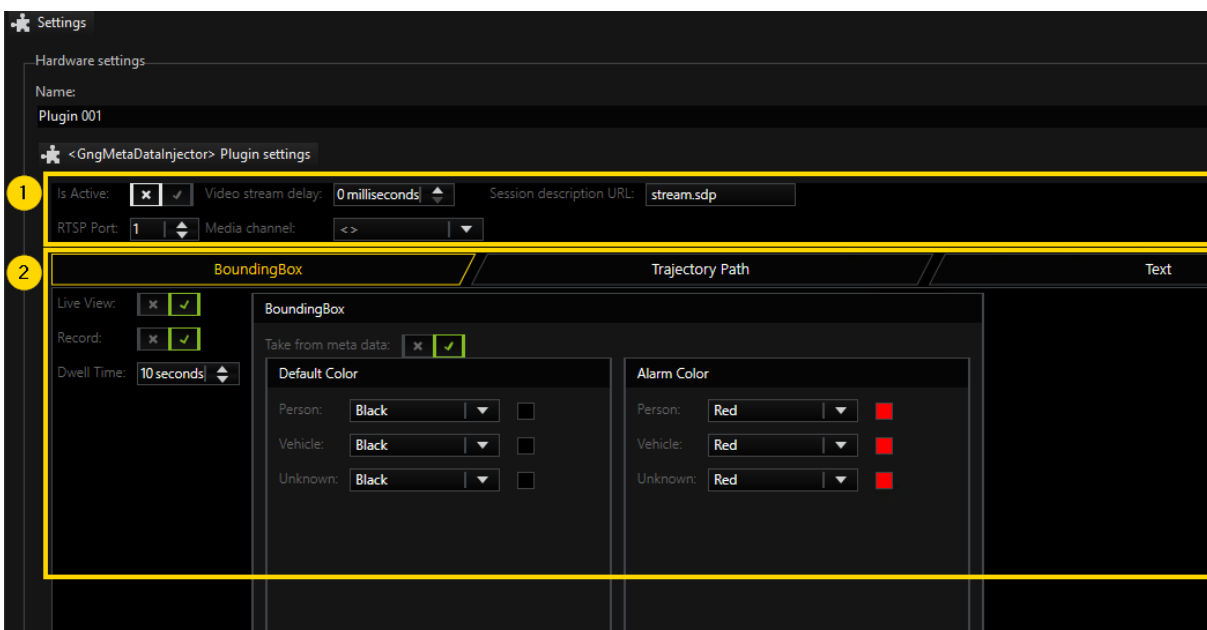 Settings
Hardware settings
Name:
Plugin 001
<GngMetaDataInjector> Plugin settings
1
Is Active: Video stream delay: 0 milliseconds Session description URL: stream.sdp
RTSP Port: 1 Media channel: <>
2
BoundingBox Trajectory Path Text
Live View:
Record:
Dwell Time: 10 seconds
BoundingBox
Take from meta data:
Default Color
Person: Black
Vehicle: Black
Unknown: Black
Alarm Color
Person: Red
Vehicle: Red
Unknown: Red